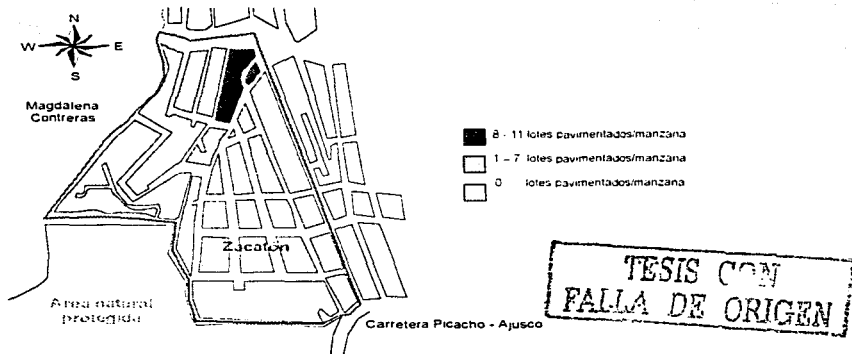 N
W E
S
Magdalena
Contreras
8 - 11 lotes pavimentados/manzana
1 - 7 lotes pavimentados/manzana
0 lotes pavimentados/manzana
Zacatón
Area natural
protegida
Carretera Picacho - Ajusco
TESIS CON
FALLA DE ORIGEN